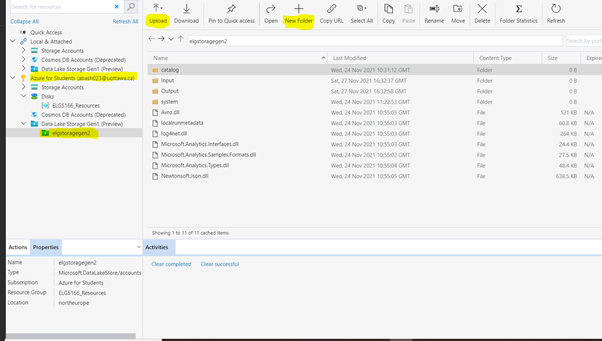 Search for resources
Collapse All
Refresh All
Quick Access
Local & Attached
Storage Accounts
Cosmos DB Accounts (Deprecated)
Data Lake Storage Gen1 (Preview)
Azure for Students (abash023@uottawa.ca)
Storage Accounts
Disks
ELG5166_Resources
Cosmos DB Accounts (Deprecated)
Data Lake Storage Gen1 (Preview)
elgstoragegen2
Upload Download Pin to Quick access Open New Folder Copy URL Select All Copy Paste Rename Move Delete Folder Statistics Refresh
elgstoragegen2
Search by prefi
Name Last Modified Content Type Size Expire
catalog Wed, 24 Nov 2021 10:31:12 GMT Folder 0 B
Input Sat, 27 Nov 2021 16:32:37 GMT Folder 0 B
Output Sat, 27 Nov 2021 16:32:58 GMT Folder 0 B
system Wed, 24 Nov 2021 11:22:53 GMT Folder 0 B
Avro.dll Wed, 24 Nov 2021 10:55:03 GMT File 121 KB N/A
localrunmetadata Wed, 24 Nov 2021 10:55:03 GMT File 60.8 KB N/A
log4net.dll Wed, 24 Nov 2021 10:55:03 GMT File 264 KB N/A
Microsoft.Analytics.Interfaces.dll Wed, 24 Nov 2021 10:55:03 GMT File 24.4 KB N/A
Microsoft.Analytics.Samples.Formats.dll Wed, 24 Nov 2021 10:55:02 GMT File 27.5 KB N/A
Microsoft.Analytics.Types.dll Wed, 24 Nov 2021 10:55:04 GMT File 48.4 KB N/A
Newtonsoft.Json.dll Wed, 24 Nov 2021 10:55:05 GMT File 638.5 KB N/A
Showing 1 to 11 of 11 cached items
Actions Properties
Name elgstoragegen2
Type Microsoft.DataLakeStore/accounts
Subscription Azure for Students
Resource Group ELG5166_Resources
Location northeurope
Activities
Clear completed Clear successful